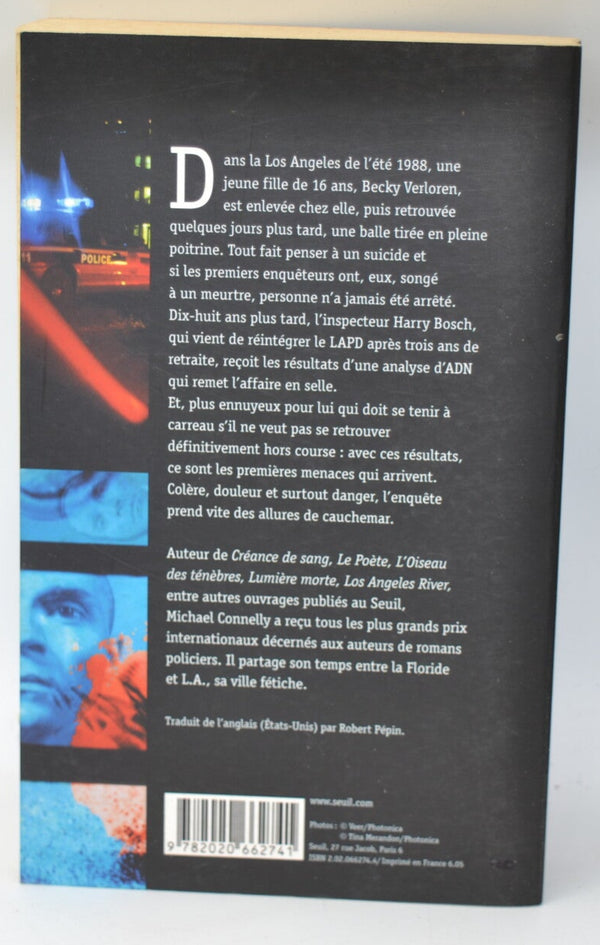 Dans la Los Angeles de l'été 1988, une
jeune fille de 16 ans, Becky Verloren,
est enlevée chez elle, puis retrouvée
quelques jours plus tard, une balle tirée en pleine
poitrine. Tout fait penser à un suicide et
si les premiers enquêteurs ont, eux, songé
à un meurtre, personne n'a jamais été arrêté.
Dix-huit ans plus tard, l'inspecteur Harry Bosch,
qui vient de réintégrer le LAPD après trois ans de
retraite, reçoit les résultats d'une analyse d'ADN
qui remet l'affaire en selle.
Et, plus ennuyeux pour lui qui doit se tenir à
carreau s'il ne veut pas se retrouver
définitivement hors course : avec ces résultats,
ce sont les premières menaces qui arrivent.
Colère, douleur et surtout danger, l'enquête
prend vite des allures de cauchemar.
Auteur de Créance de sang, Le Poète, L'Oiseau
des ténèbres, Lumière morte, Los Angeles River,
entre autres ouvrages publiés au Seuil,
Michael Connelly a reçu tous les plus grands prix
internationaux décernés aux auteurs de romans
policiers. Il partage son temps entre la Floride
et L.A., sa ville fétiche.
Traduit de l'anglais (États-Unis) par Robert Pépin.
www.seuil.com
Photos : © Veer/Photonica
© Tina Merandon/Photonica
Seuil, 27 rue Jacob, Paris 6
ISBN 2.02.066274.4/Imprimé en France 6.05
9 782020 662741
11 POLICE